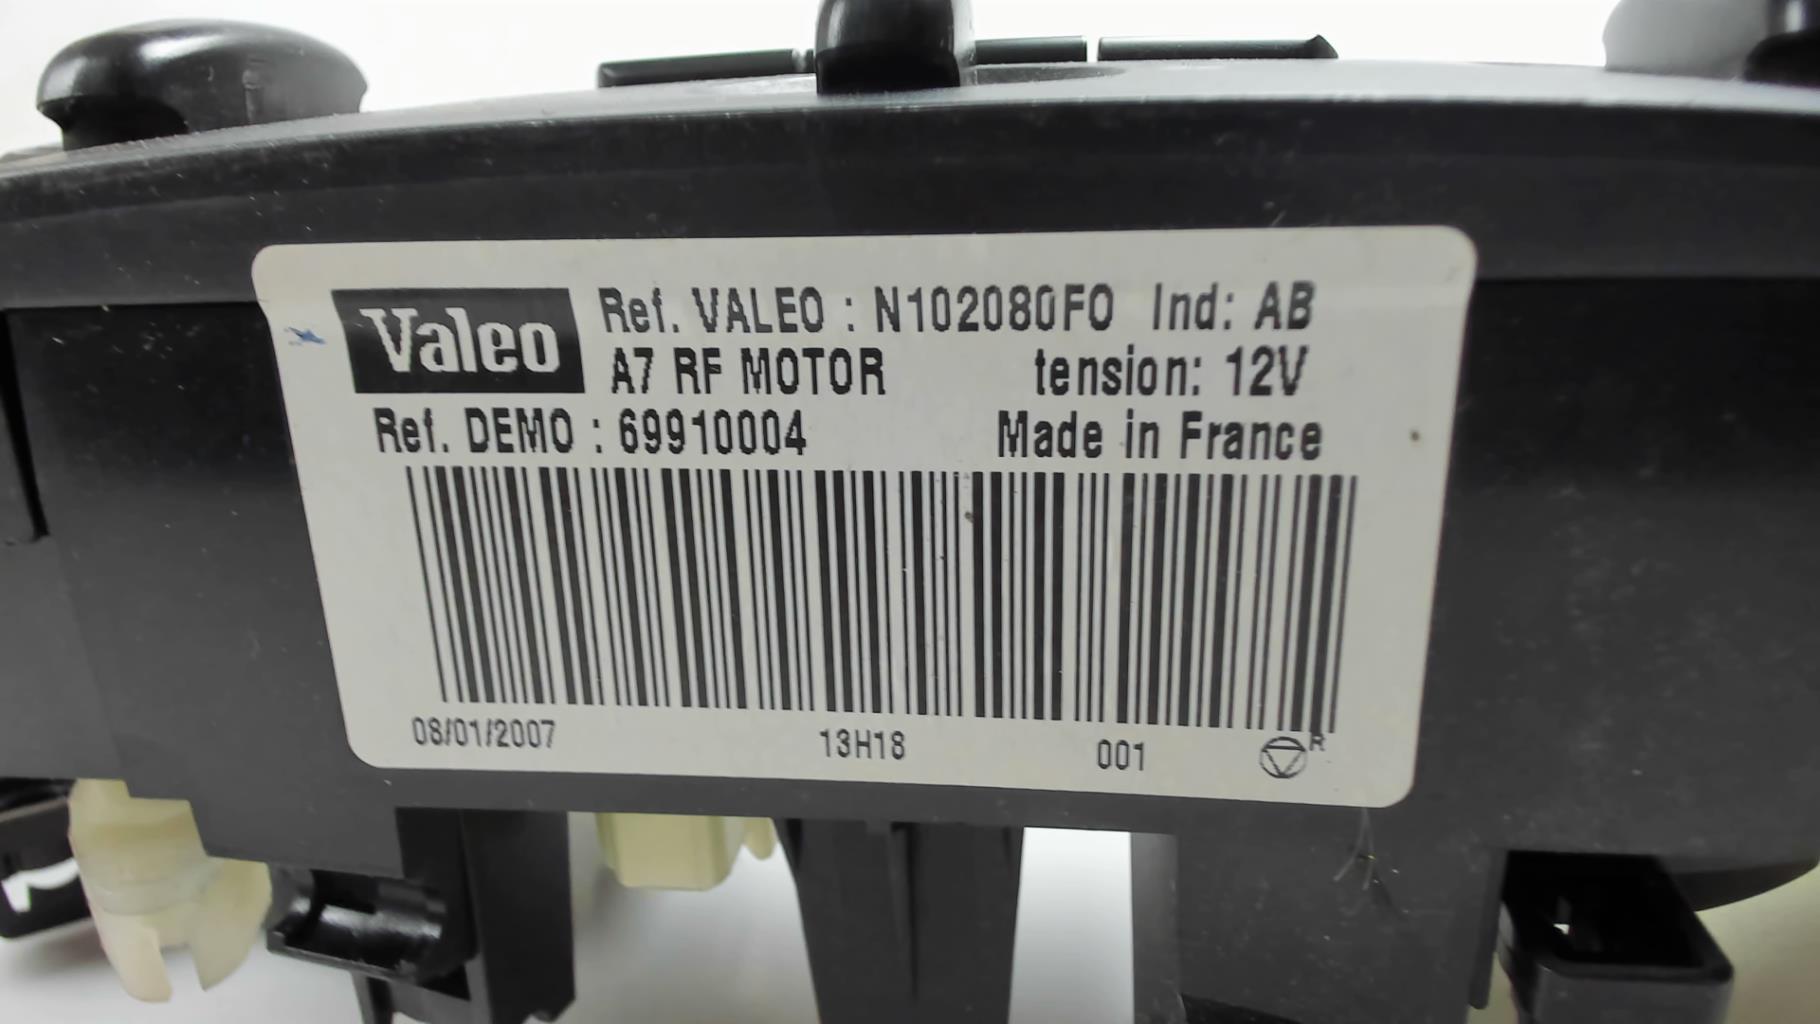 Valeo
Ref. VALEO : N102080F0 Ind: AB
A7 RF MOTOR tension: 12V
Ref. DEMO : 69910004 Made in France
08/01/2007 13H18 001 R